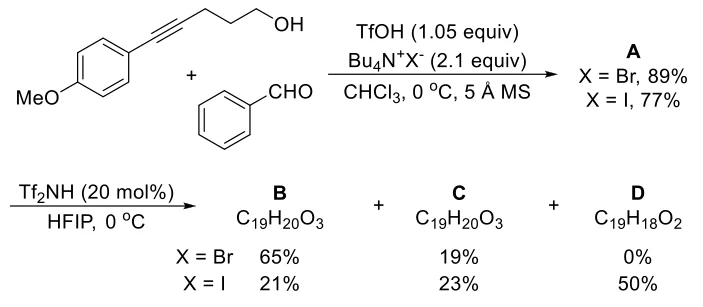 OH
MeO
+
CHO
TfOH (1.05 equiv)
Bu4N⁺X⁻ (2.1 equiv)
CHCl3, 0 °C, 5 Å MS
A
X = Br, 89%
X = I, 77%
Tf2NH (20 mol%)
HFIP, 0 °C
B + C + D
C19H20O3 C19H20O3 C19H18O2
X = Br 65% 19% 0%
X = I 21% 23% 50%